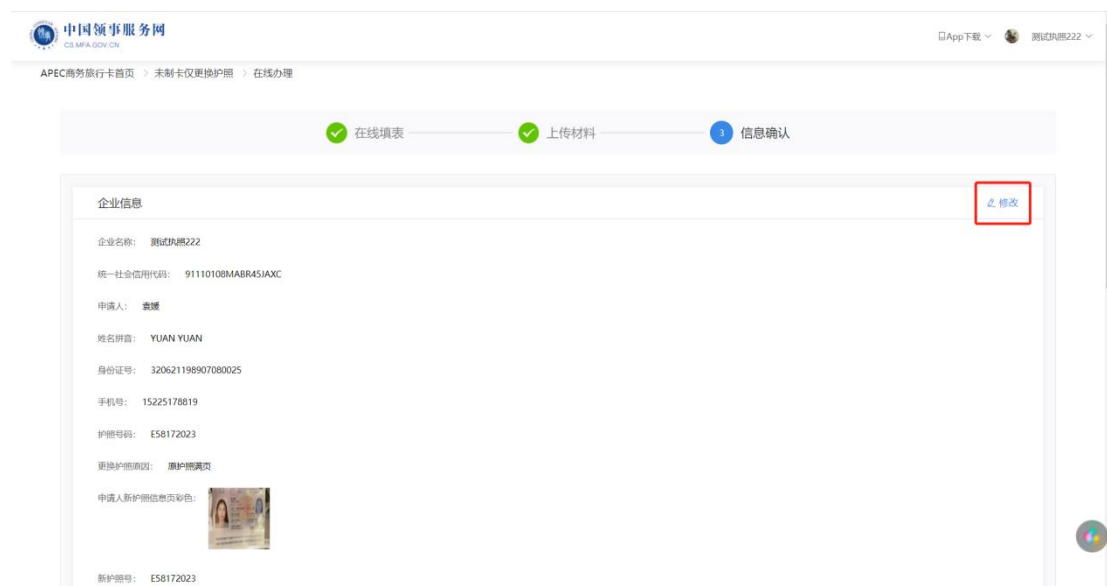 中国领事服务网
CS.MFA.GOV.CN
App下载
测试执照222
APEC商务旅行卡首页 > 未制卡仅更换护照 > 在线办理
在线填表
上传材料
3 信息确认
企业信息
修改
企业名称: 测试执照222
统一社会信用代码: 91110108MABR45JAXC
申请人: 袁媛
姓名拼音: YUAN YUAN
身份证号: 320621198907080025
手机号: 15225178819
护照号码: E58172023
更换护照原因: 原护照满页
申请人新护照信息页彩色:
新护照号: E58172023